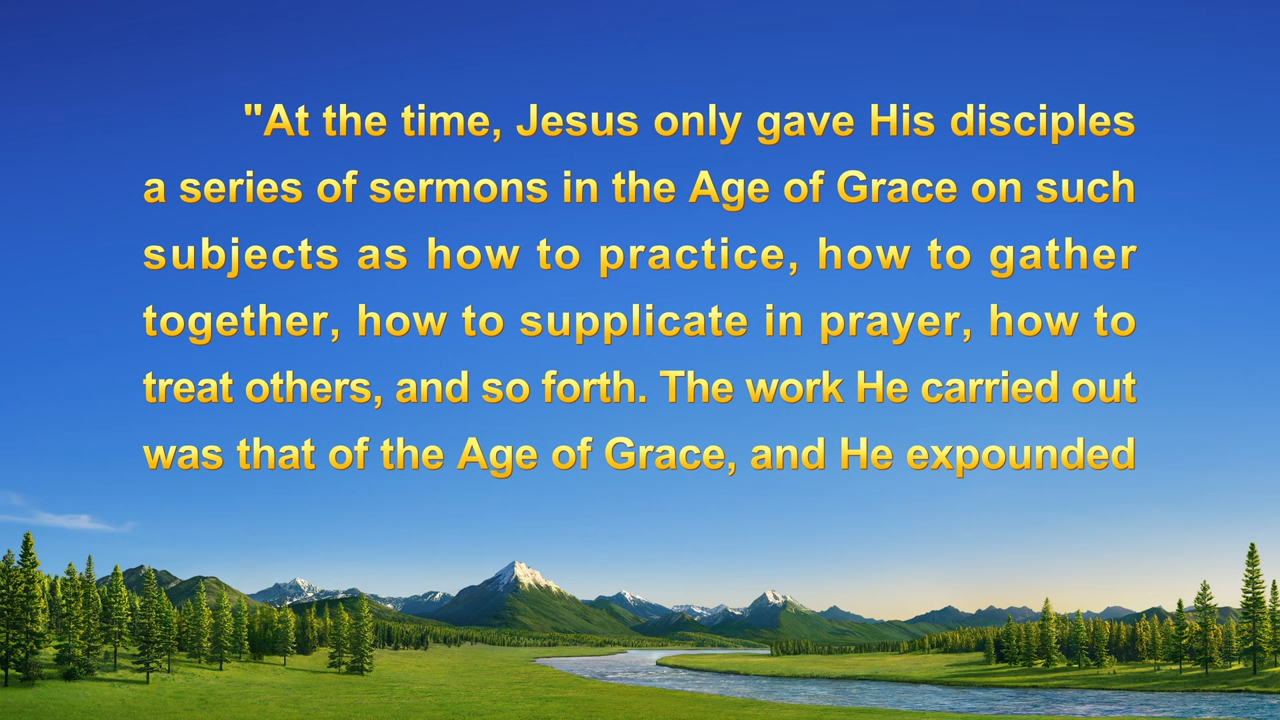 "At the time, Jesus only gave His disciples
a series of sermons in the Age of Grace on such
subjects as how to practice, how to gather
together, how to supplicate in prayer, how to
treat others, and so forth. The work He carried out
was that of the Age of Grace, and He expounded